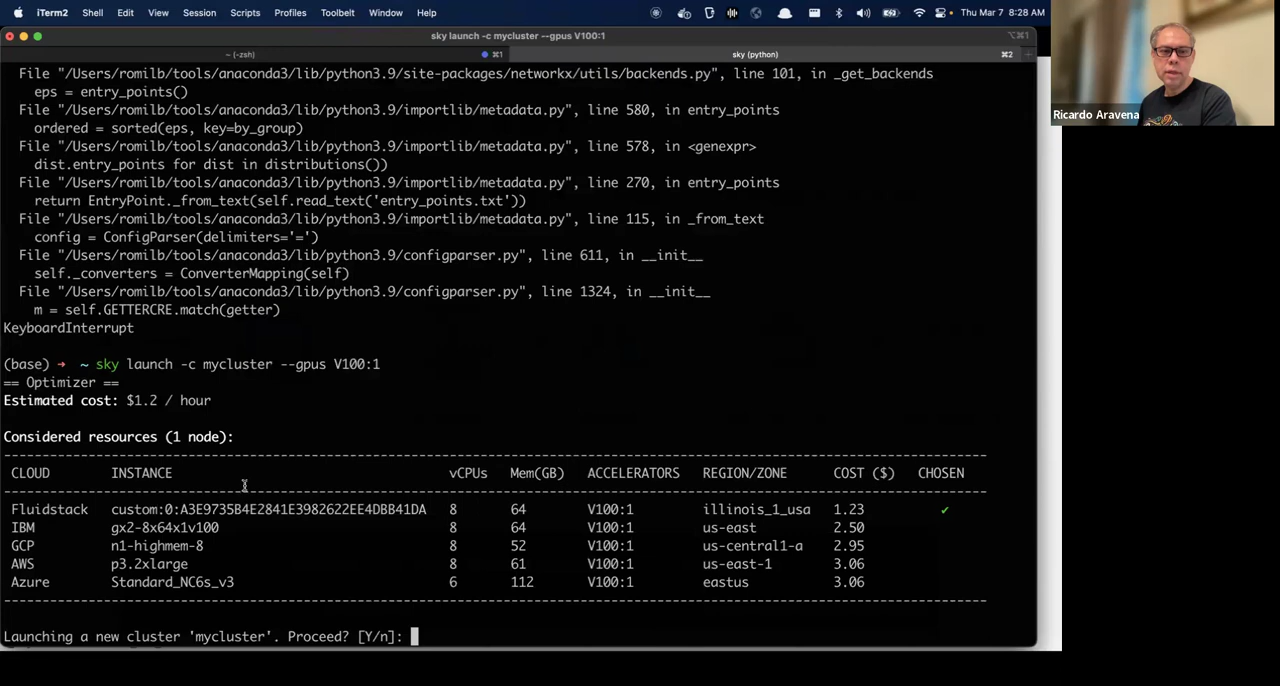 iTerm2 Shell Edit View Session Scripts Profiles Toolbelt Window Help Thu Mar 7 8:28 AM
sky launch -c mycluster --gpus V100:1 ⌥⌘1
~ (-zsh) ⌘1 sky (python) ⌘2
File "/Users/romilb/tools/anaconda3/lib/python3.9/site-packages/networkx/utils/backends.py", line 101, in _get_backends
eps = entry_points()
File "/Users/romilb/tools/anaconda3/lib/python3.9/importlib/metadata.py", line 580, in entry_points
ordered = sorted(eps, key=by_group)
File "/Users/romilb/tools/anaconda3/lib/python3.9/importlib/metadata.py", line 578, in <genexpr>
dist.entry_points for dist in distributions())
File "/Users/romilb/tools/anaconda3/lib/python3.9/importlib/metadata.py", line 270, in entry_points
return EntryPoint._from_text(self.read_text('entry_points.txt'))
File "/Users/romilb/tools/anaconda3/lib/python3.9/importlib/metadata.py", line 115, in _from_text
config = ConfigParser(delimiters='=')
File "/Users/romilb/tools/anaconda3/lib/python3.9/configparser.py", line 611, in __init__
self._converters = ConverterMapping(self)
File "/Users/romilb/tools/anaconda3/lib/python3.9/configparser.py", line 1324, in __init__
m = self.GETTERCRE.match(getter)
KeyboardInterrupt
(base) ➜ ~ sky launch -c mycluster --gpus V100:1
== Optimizer ==
Estimated cost: $1.2 / hour
Considered resources (1 node):
CLOUD INSTANCE vCPUs Mem(GB) ACCELERATORS REGION/ZONE COST ($) CHOSEN
Fluidstack custom:0:A3E9735B4E2841E3982622EE4DBB41DA 8 64 V100:1 illinois_1_usa 1.23 ✔
IBM gx2-8x64x1v100 8 64 V100:1 us-east 2.50
GCP n1-highmem-8 8 52 V100:1 us-central1-a 2.95
AWS p3.2xlarge 8 61 V100:1 us-east-1 3.06
Azure Standard_NC6s_v3 6 112 V100:1 eastus 3.06
Launching a new cluster 'mycluster'. Proceed? [Y/n]:
Ricardo Aravena